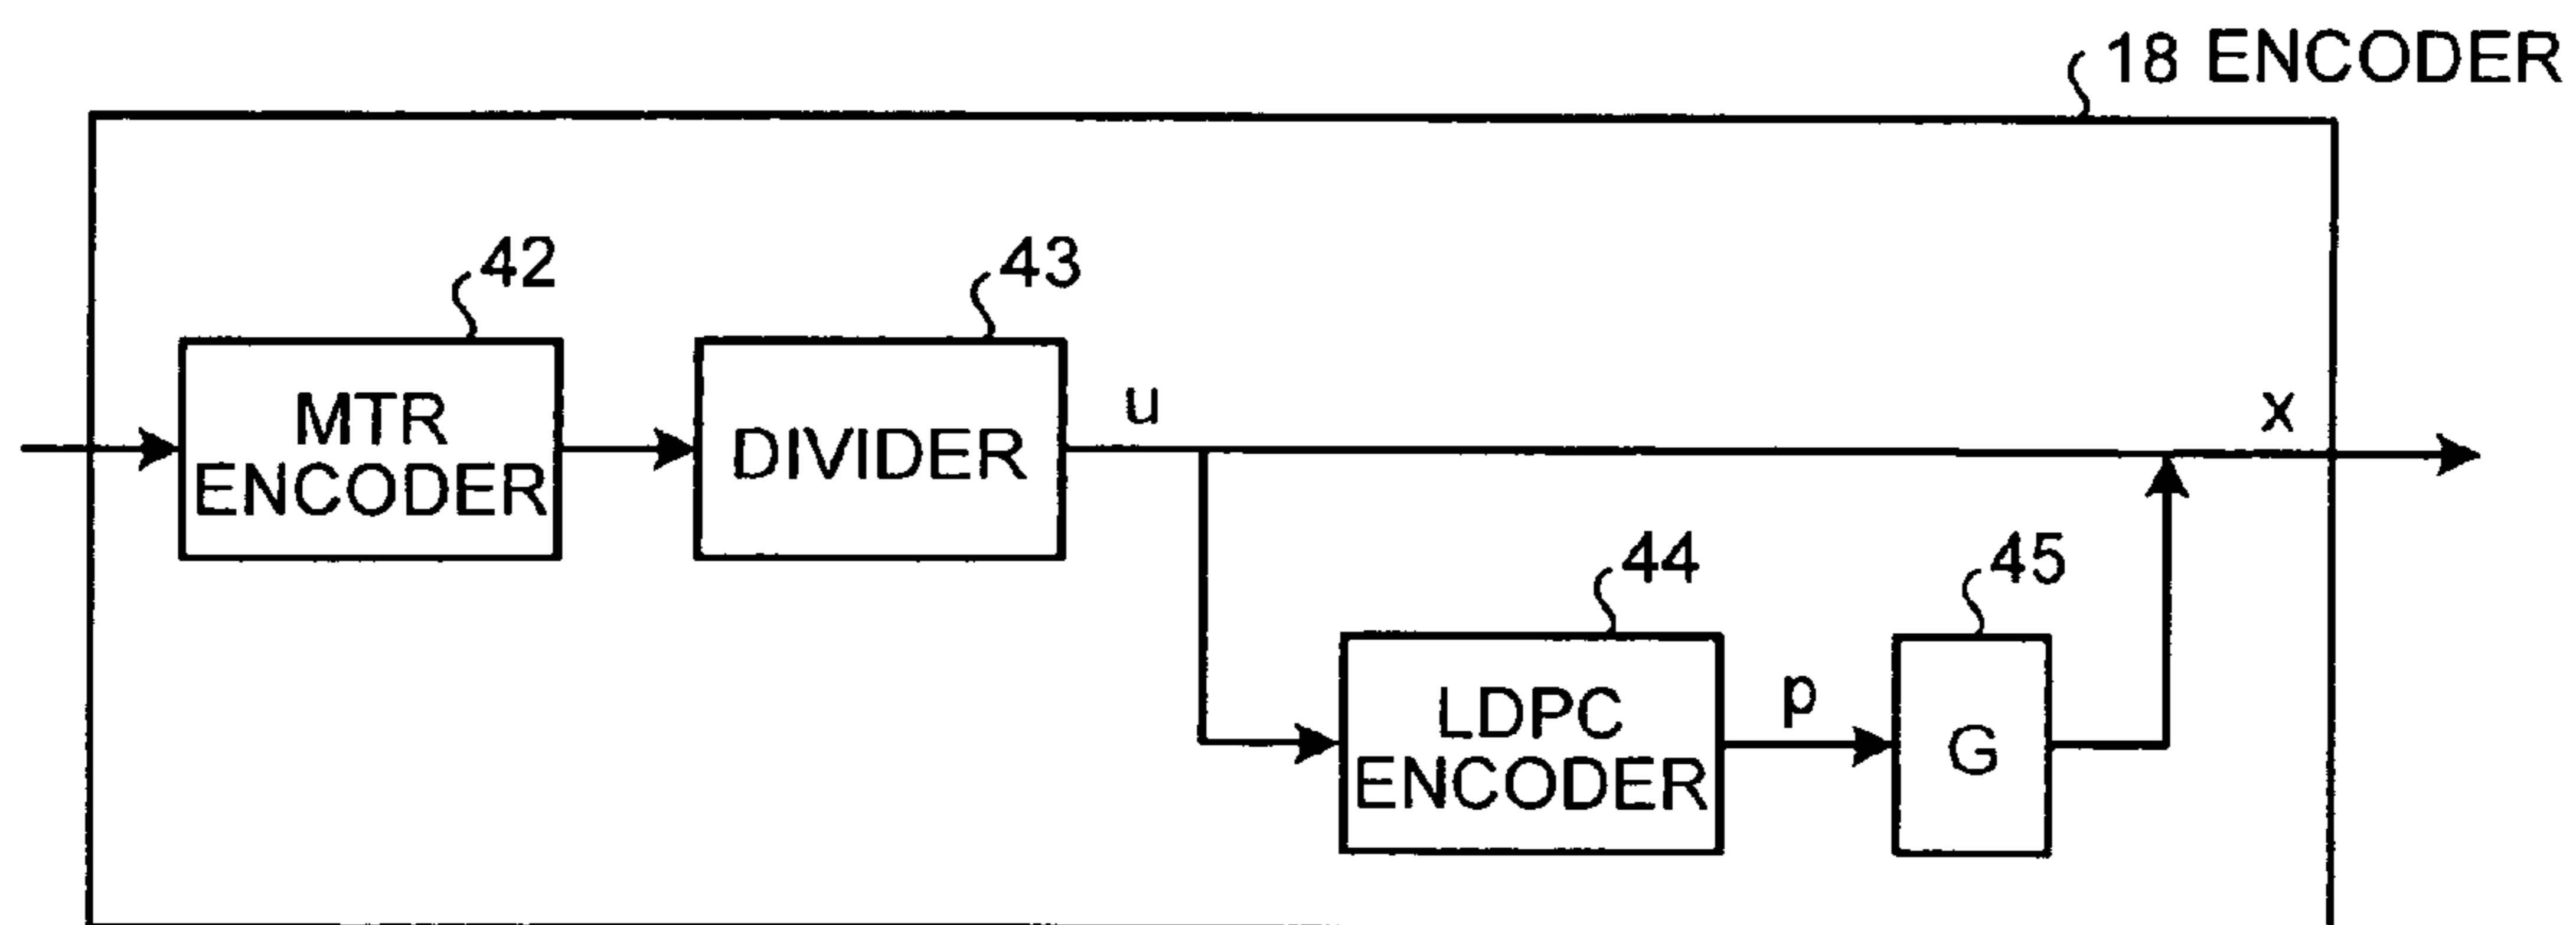 18 ENCODER
42
43
MTR
ENCODER
DIVIDER
u
x
44
45
LDPC
ENCODER
p
G